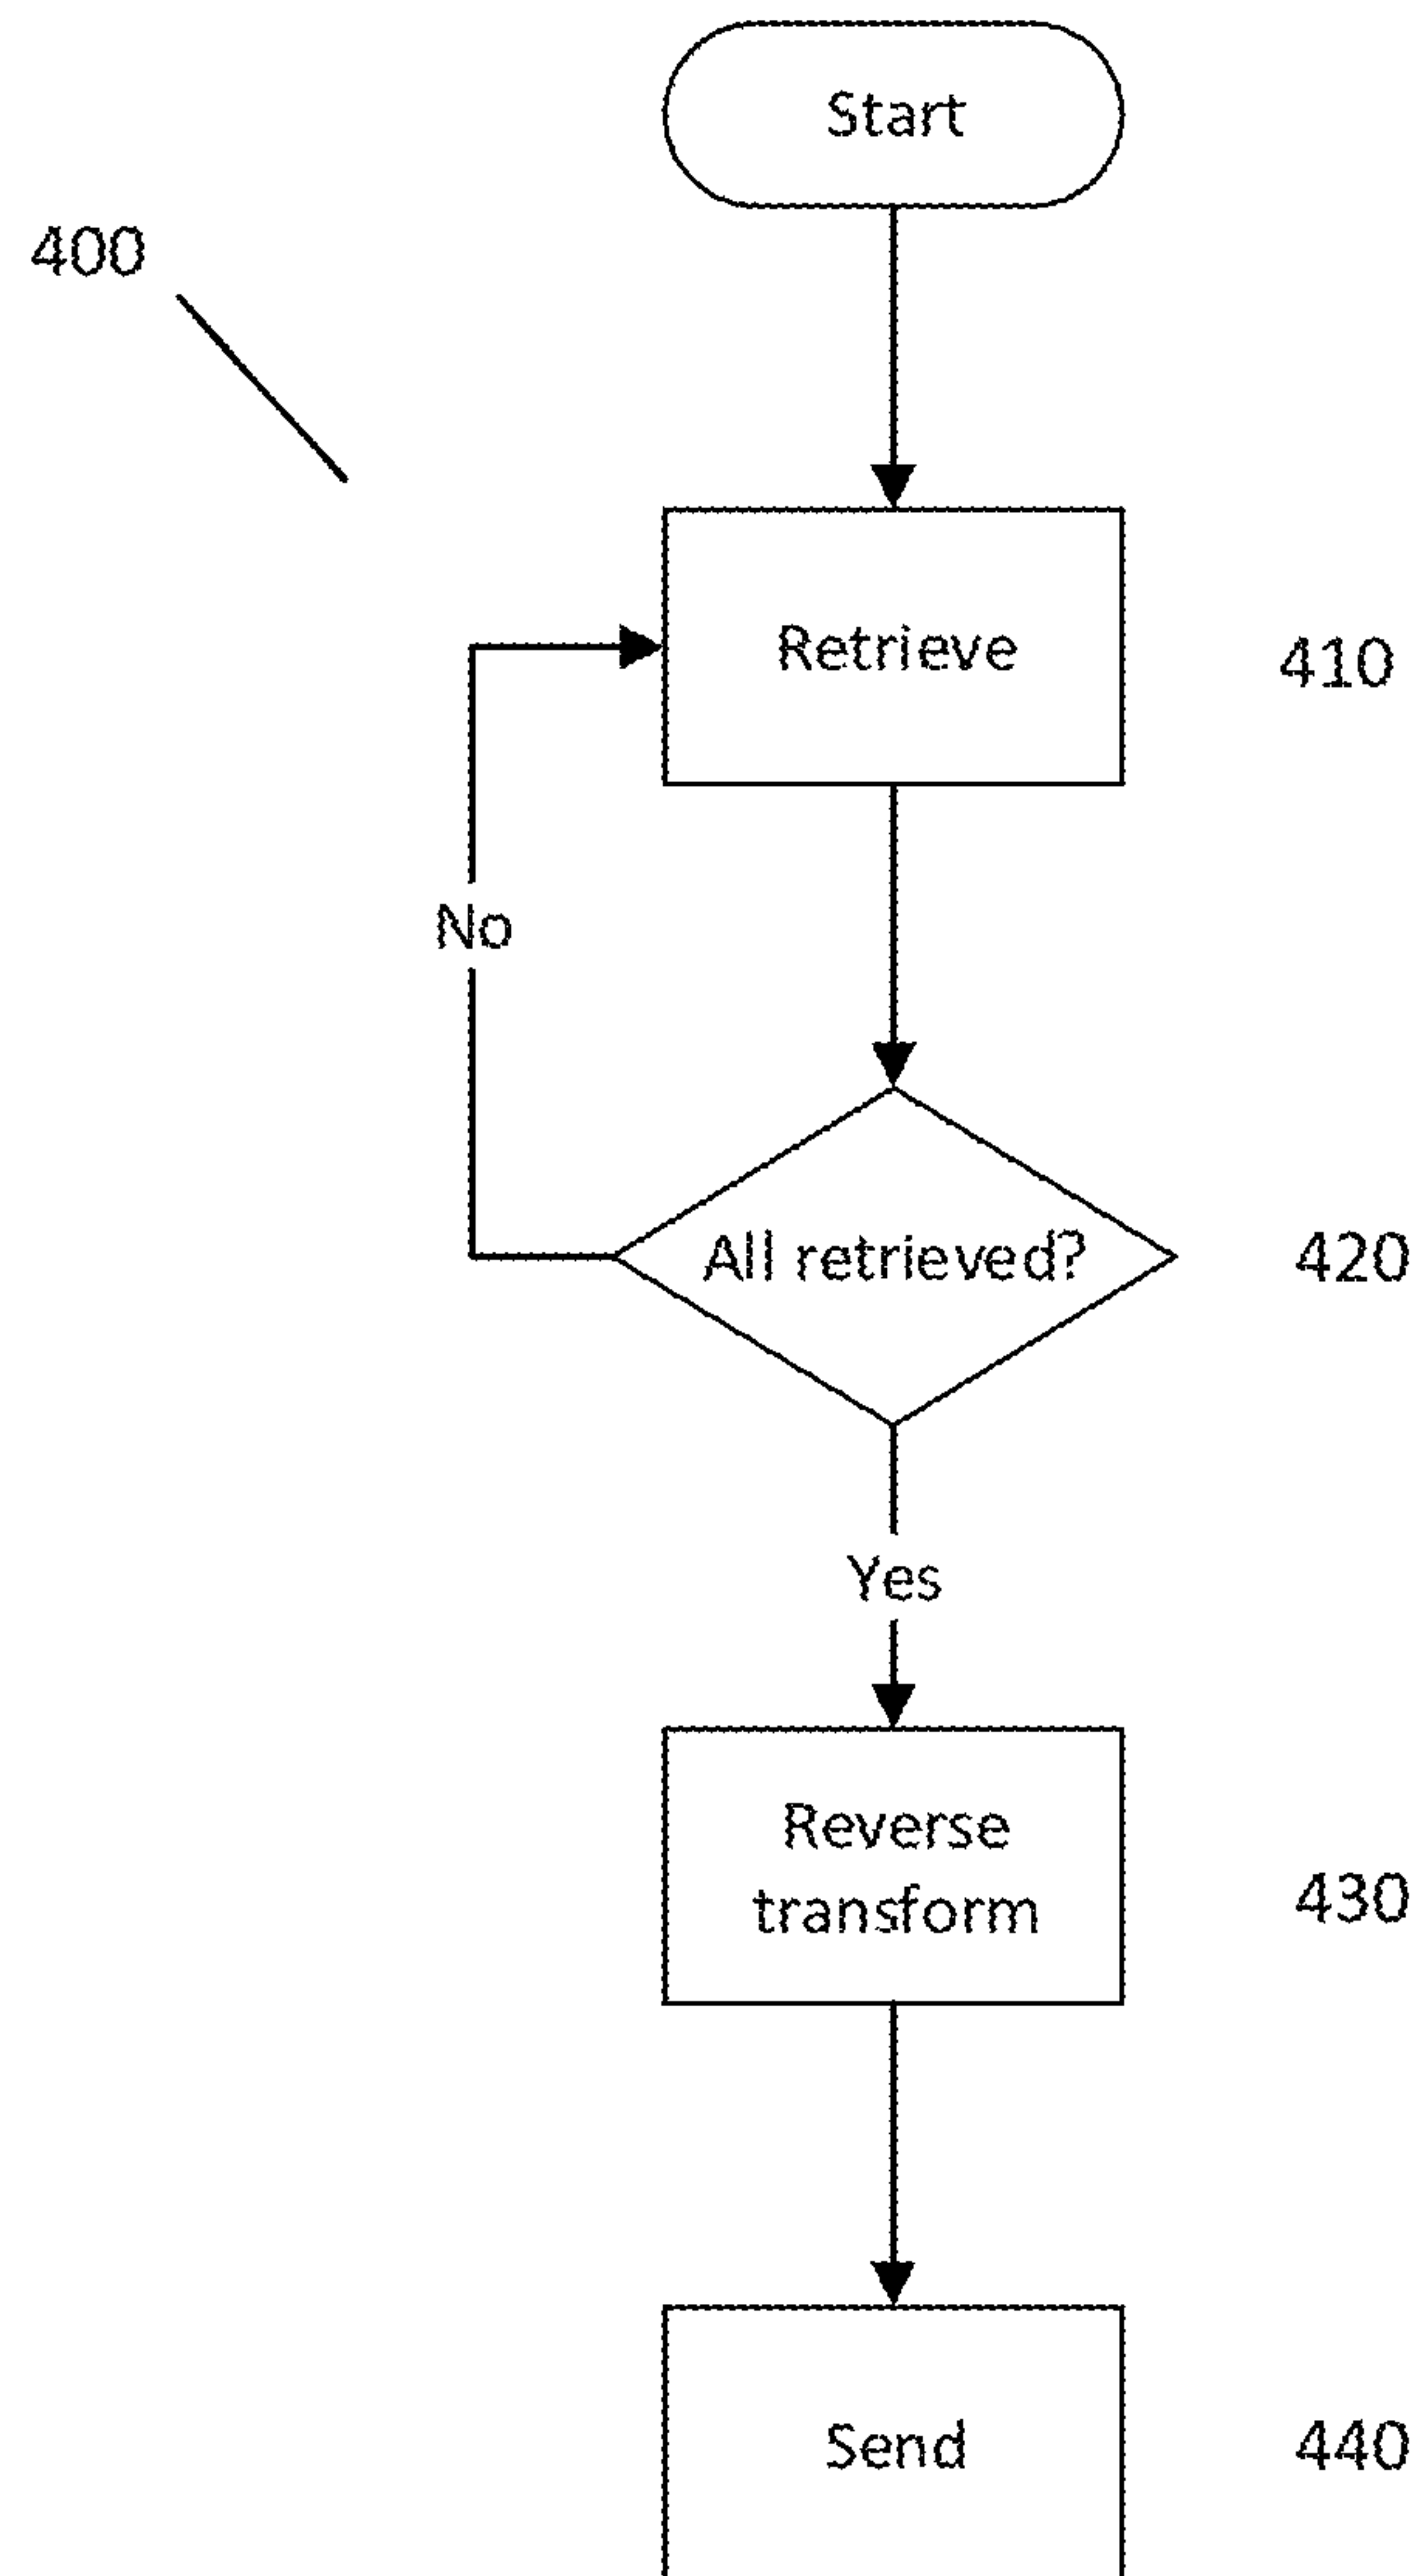 Start
400
Retrieve
410
No
All retrieved?
420
Yes
Reverse
transform
430
Send
440